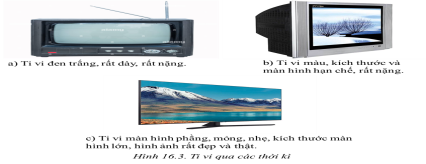 a) Ti vi đen trắng, rất dày, rất nặng.
b) Ti vi màu, kích thước và
màn hình hạn chế, rất nặng.
c) Ti vi màn hình phẳng, mỏng, nhẹ, kích thước màn
hình lớn, hình ảnh rất đẹp và thật.
Hình 16.3. Ti vi qua các thời kì